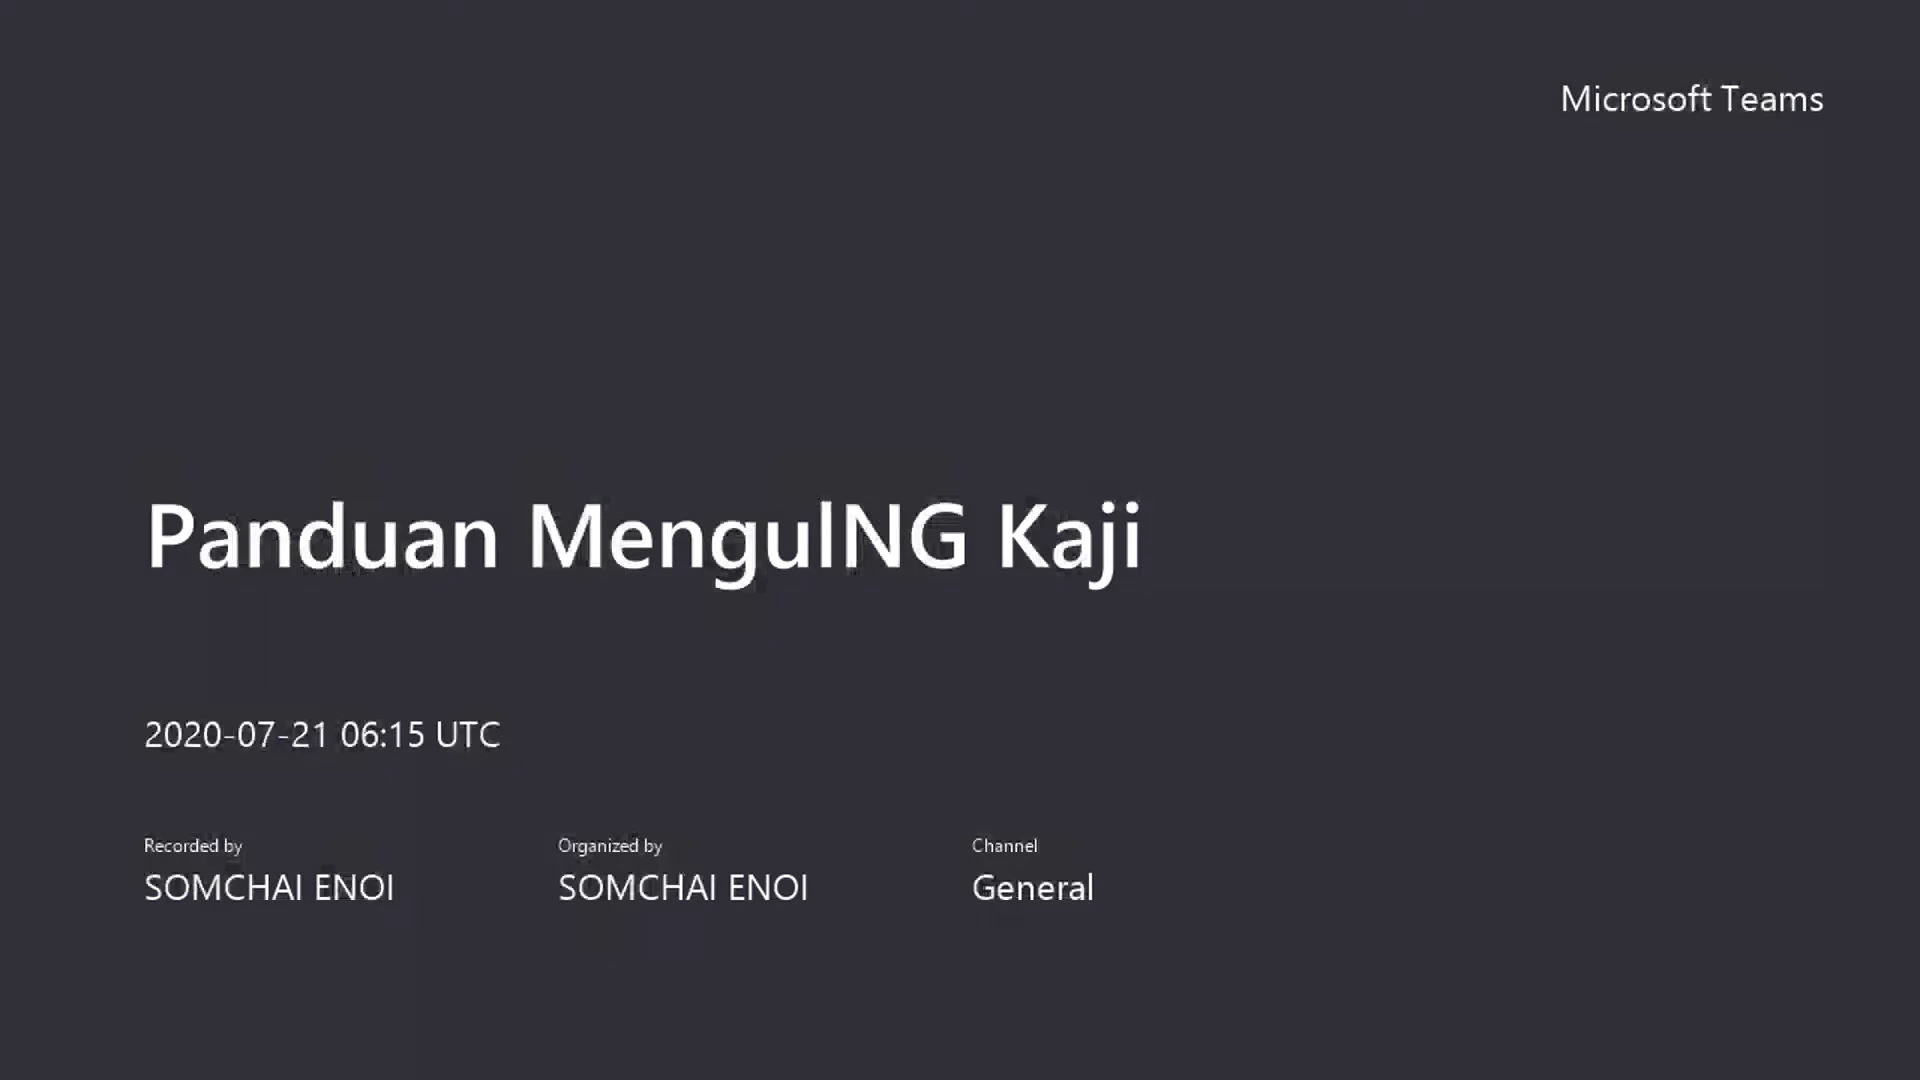 Microsoft Teams
Panduan MengulNG Kaji
2020-07-21 06:15 UTC
Recorded by
SOMCHAI ENOI
Organized by
SOMCHAI ENOI
Channel
General